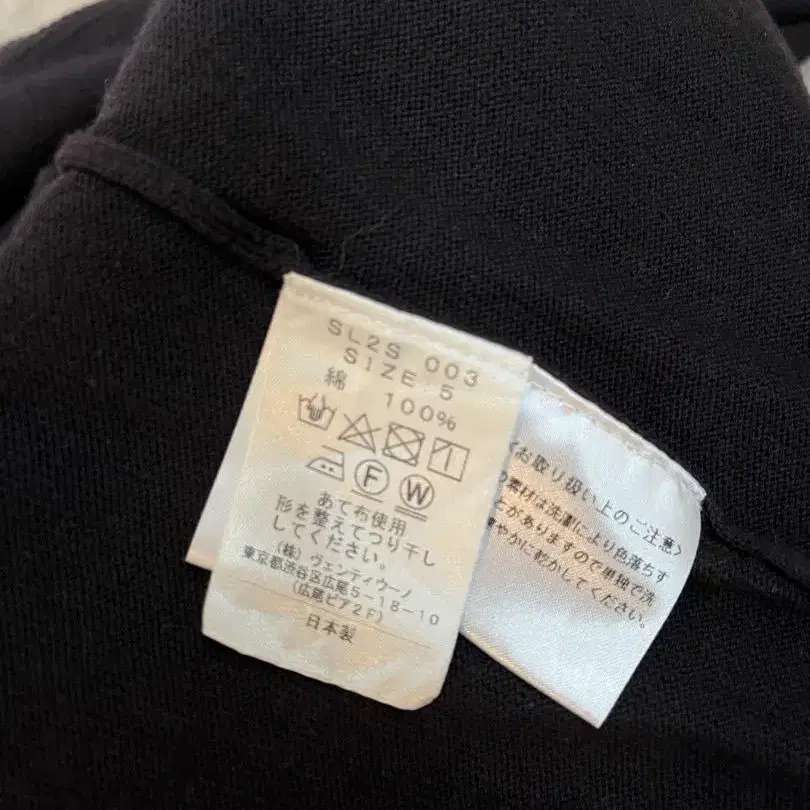 SL2S 003
SIZE 5
綿 100%
F W
あて布使用
形を整えてつり干し
してください。
(株)ヴェンティウーノ
東京都渋谷区広尾5-18-10
(広尾ピア2F)
日本製
〈お取り扱い上のご注意〉
素材は洗濯により色落ちす
がありますので単独で洗
やかに乾かしてください。